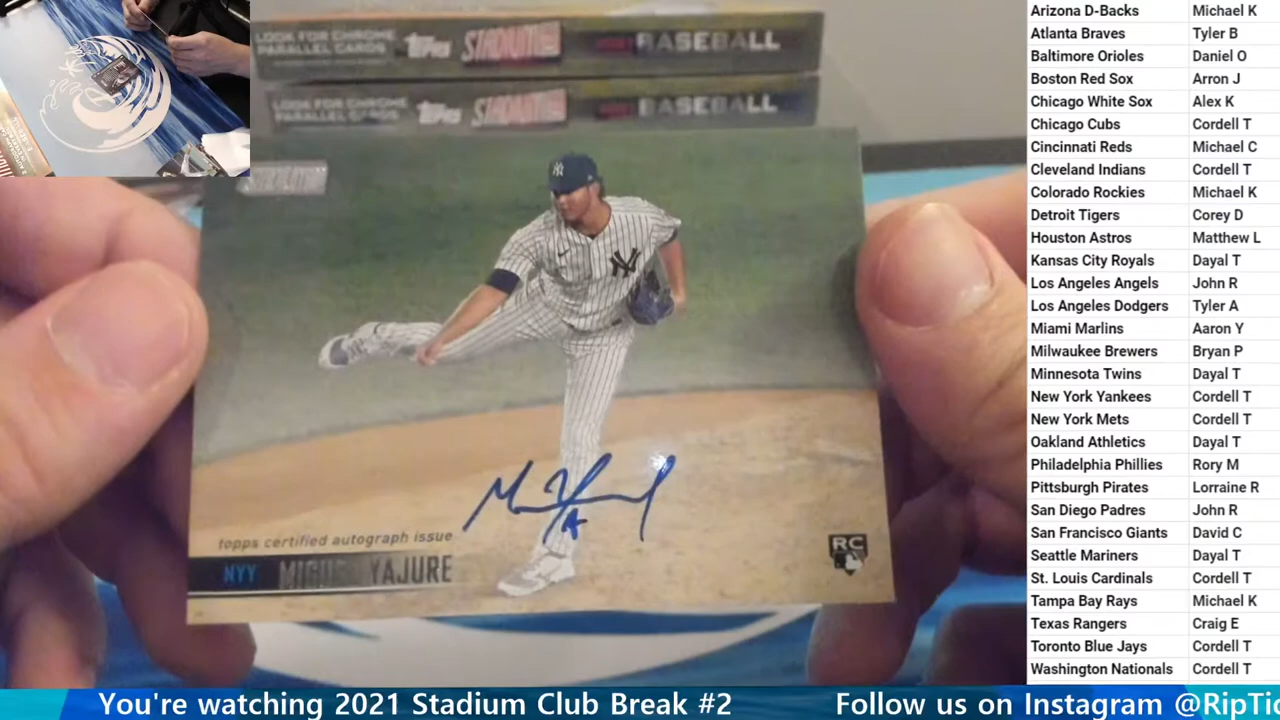 LOOK FOR CHROME
PARALLEL CARDS
topps STADIUM BASEBALL
LOOK FOR CHROME
PARALLEL CARDS
topps STADIUM BASEBALL
NY
topps certified autograph issue
NYY MIGUEL YAJURE
RC
Arizona D-Backs Michael K
Atlanta Braves Tyler B
Baltimore Orioles Daniel O
Boston Red Sox Arron J
Chicago White Sox Alex K
Chicago Cubs Cordell T
Cincinnati Reds Michael C
Cleveland Indians Cordell T
Colorado Rockies Michael K
Detroit Tigers Corey D
Houston Astros Matthew L
Kansas City Royals Dayal T
Los Angeles Angels John R
Los Angeles Dodgers Tyler A
Miami Marlins Aaron Y
Milwaukee Brewers Bryan P
Minnesota Twins Dayal T
New York Yankees Cordell T
New York Mets Cordell T
Oakland Athletics Dayal T
Philadelphia Phillies Rory M
Pittsburgh Pirates Lorraine R
San Diego Padres John R
San Francisco Giants David C
Seattle Mariners Dayal T
St. Louis Cardinals Cordell T
Tampa Bay Rays Michael K
Texas Rangers Craig E
Toronto Blue Jays Cordell T
Washington Nationals Cordell T
You're watching 2021 Stadium Club Break #2 Follow us on Instagram @RipTi